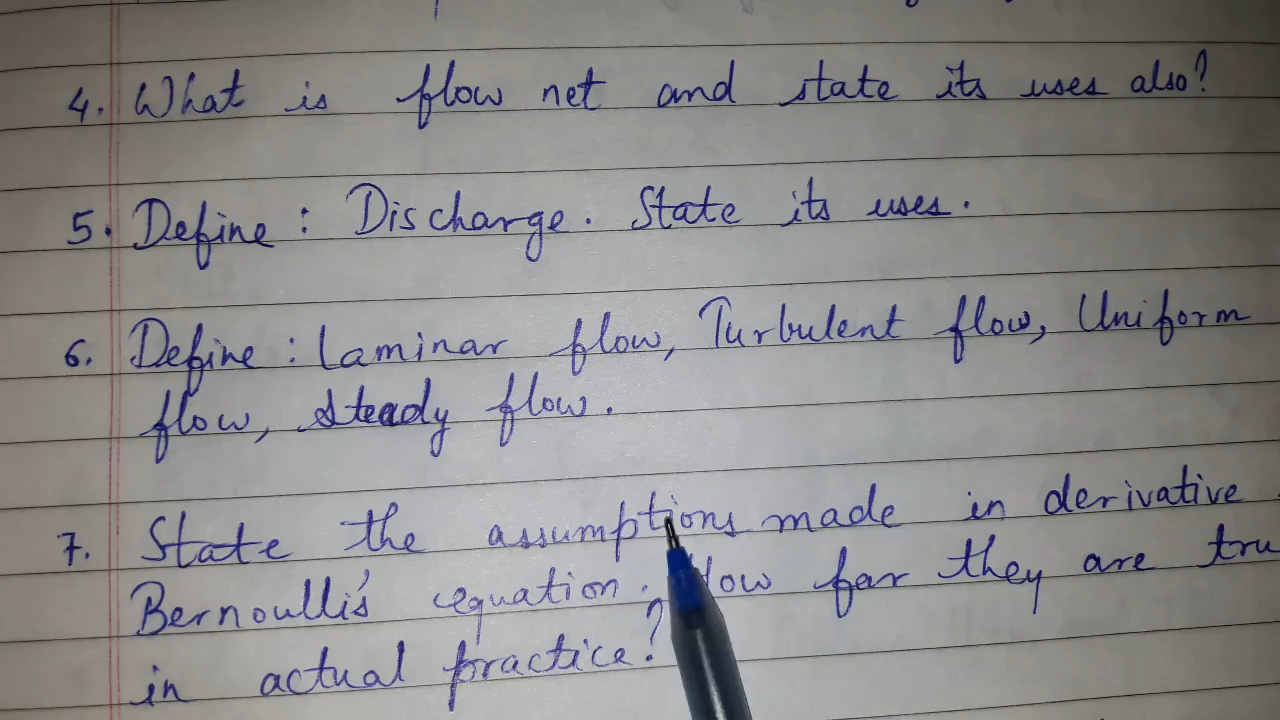 4. What is flow net and state its uses also?
5. Define : Discharge. State its uses.
6. Define : Laminar flow, Turbulent flow, Uniform
flow, Steady flow.
7. State the assumptions made in derivative
Bernoulli's equation. How far they are tru
in actual practice?